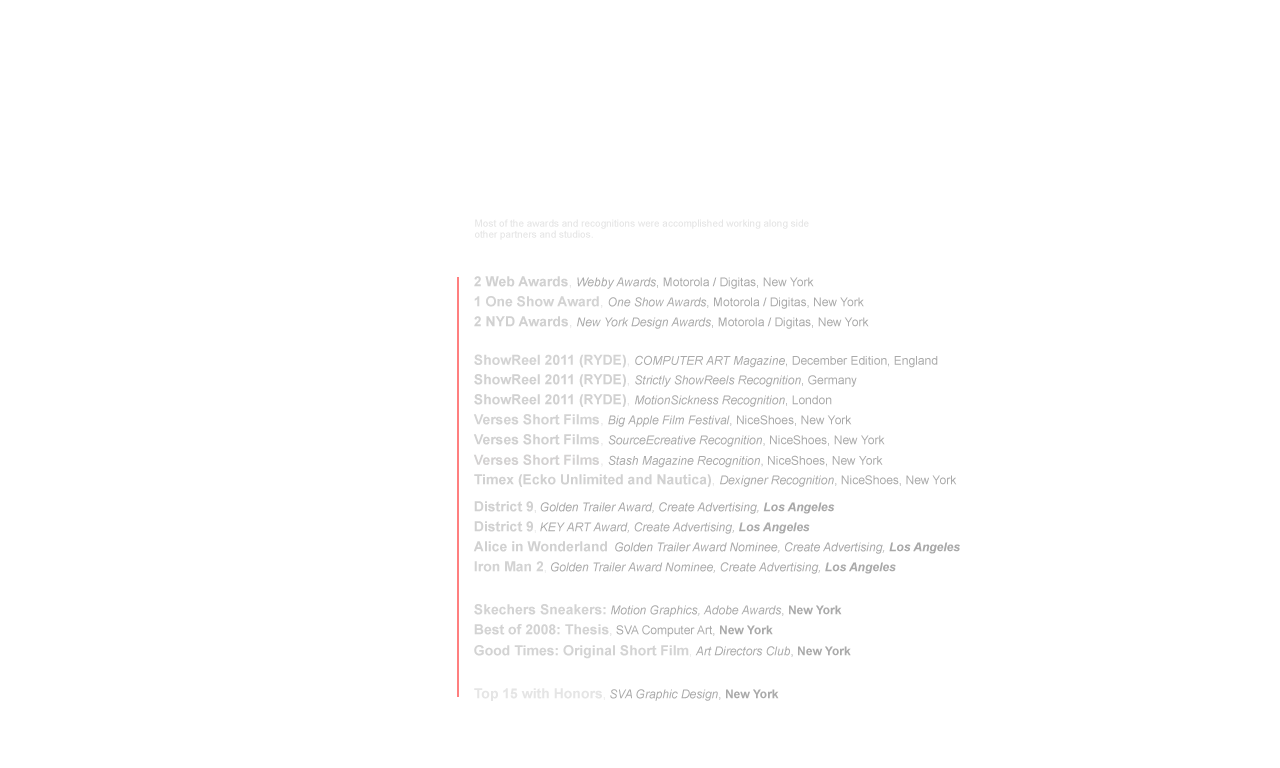 Most of the awards and recognitions were accomplished working along side
other partners and studios.
2 Web Awards, Webby Awards, Motorola / Digitas, New York
1 One Show Award, One Show Awards, Motorola / Digitas, New York
2 NYD Awards, New York Design Awards, Motorola / Digitas, New York
ShowReel 2011 (RYDE), COMPUTER ART Magazine, December Edition, England
ShowReel 2011 (RYDE), Strictly ShowReels Recognition, Germany
ShowReel 2011 (RYDE), MotionSickness Recognition, London
Verses Short Films, Big Apple Film Festival, NiceShoes, New York
Verses Short Films, SourceEcreative Recognition, NiceShoes, New York
Verses Short Films, Stash Magazine Recognition, NiceShoes, New York
Timex (Ecko Unlimited and Nautica), Dexigner Recognition, NiceShoes, New York
District 9, Golden Trailer Award, Create Advertising, Los Angeles
District 9, KEY ART Award, Create Advertising, Los Angeles
Alice in Wonderland Golden Trailer Award Nominee, Create Advertising, Los Angeles
Iron Man 2, Golden Trailer Award Nominee, Create Advertising, Los Angeles
Skechers Sneakers: Motion Graphics, Adobe Awards, New York
Best of 2008: Thesis, SVA Computer Art, New York
Good Times: Original Short Film, Art Directors Club, New York
Top 15 with Honors, SVA Graphic Design, New York